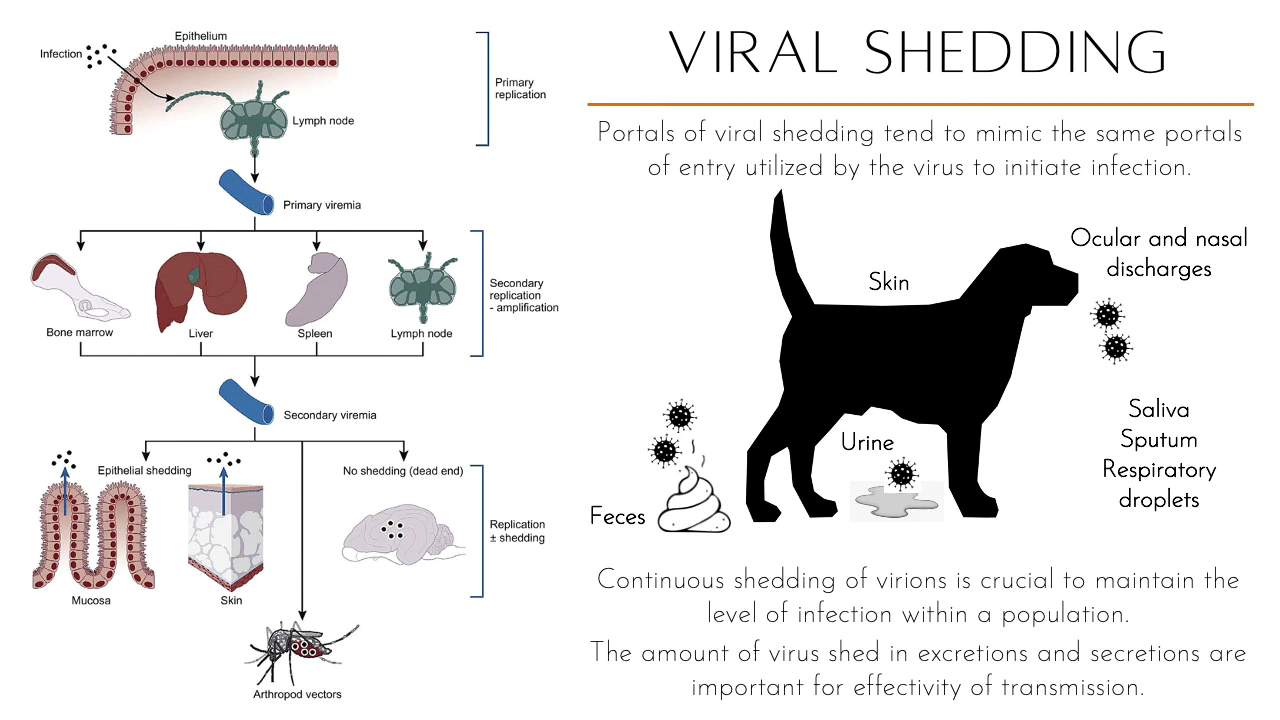 Epithelium
Infection
Lymph node
Primary
replication
Primary viremia
Bone marrow
Liver
Spleen
Lymph node
Secondary
replication
- amplification
Secondary viremia
Epithelial shedding
No shedding (dead end)
Mucosa
Skin
Replication
± shedding
Arthropod vectors
VIRAL SHEDDING
Portals of viral shedding tend to mimic the same portals
of entry utilized by the virus to initiate infection.
Ocular and nasal
discharges
Skin
Saliva
Sputum
Respiratory
droplets
Urine
Feces
Continuous shedding of virions is crucial to maintain the
level of infection within a population.
The amount of virus shed in excretions and secretions are
important for effectivity of transmission.